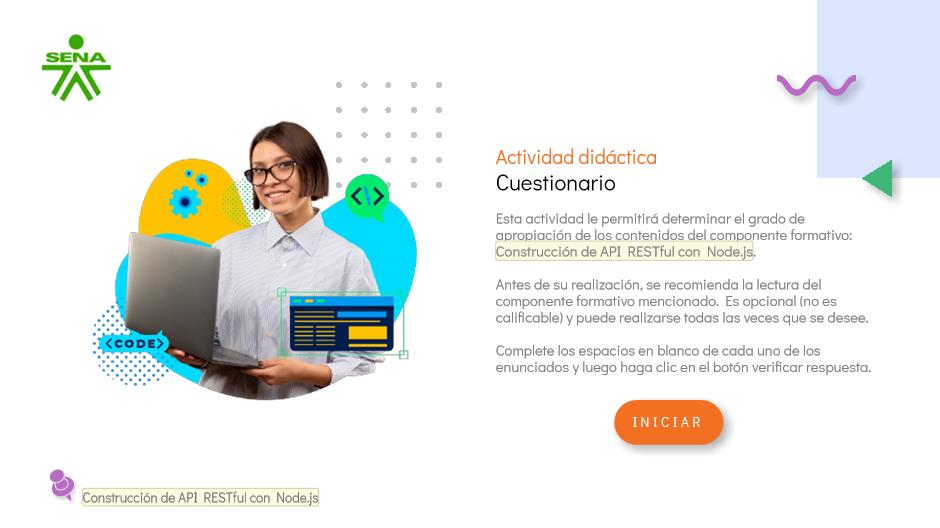 SENA
Actividad didáctica
Cuestionario
Esta actividad le permitirá determinar el grado de
apropiación de los contenidos del componente formativo:
Construcción de API RESTful con Node.js.
Antes de su realización, se recomienda la lectura del
componente formativo mencionado. Es opcional (no es
calificable) y puede realizarse todas las veces que se desee.
Complete los espacios en blanco de cada uno de los
enunciados y luego haga clic en el botón verificar respuesta.
<CODE>
INICIAR
Construcción de API RESTful con Node.js